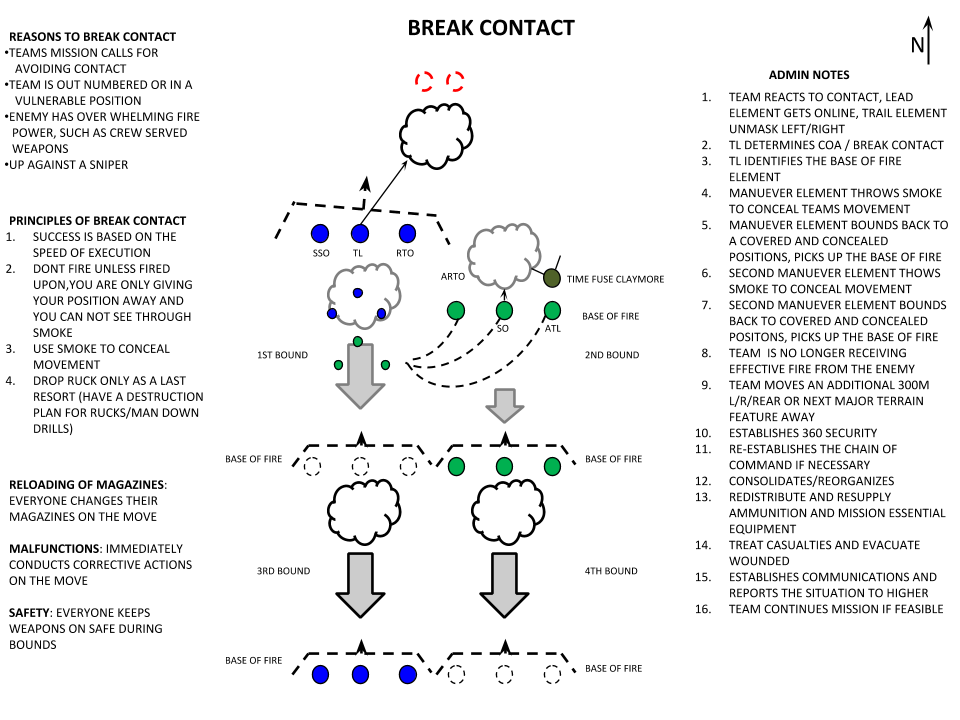 BREAK CONTACT
N
REASONS TO BREAK CONTACT
•TEAMS MISSION CALLS FOR
AVOIDING CONTACT
•TEAM IS OUT NUMBERED OR IN A
VULNERABLE POSITION
•ENEMY HAS OVER WHELMING FIRE
POWER, SUCH AS CREW SERVED
WEAPONS
•UP AGAINST A SNIPER
PRINCIPLES OF BREAK CONTACT
1. SUCCESS IS BASED ON THE
SPEED OF EXECUTION
2. DONT FIRE UNLESS FIRED
UPON,YOU ARE ONLY GIVING
YOUR POSITION AWAY AND
YOU CAN NOT SEE THROUGH
SMOKE
3. USE SMOKE TO CONCEAL
MOVEMENT
4. DROP RUCK ONLY AS A LAST
RESORT (HAVE A DESTRUCTION
PLAN FOR RUCKS/MAN DOWN
DRILLS)
RELOADING OF MAGAZINES:
EVERYONE CHANGES THEIR
MAGAZINES ON THE MOVE
MALFUNCTIONS: IMMEDIATELY
CONDUCTS CORRECTIVE ACTIONS
ON THE MOVE
SAFETY: EVERYONE KEEPS
WEAPONS ON SAFE DURING
BOUNDS
SSO TL RTO
ARTO
TIME FUSE CLAYMORE
SO ATL
BASE OF FIRE
1ST BOUND
2ND BOUND
BASE OF FIRE
BASE OF FIRE
3RD BOUND
4TH BOUND
BASE OF FIRE
BASE OF FIRE
ADMIN NOTES
1. TEAM REACTS TO CONTACT, LEAD
ELEMENT GETS ONLINE, TRAIL ELEMENT
UNMASK LEFT/RIGHT
2. TL DETERMINES COA / BREAK CONTACT
3. TL IDENTIFIES THE BASE OF FIRE
ELEMENT
4. MANUEVER ELEMENT THROWS SMOKE
TO CONCEAL TEAMS MOVEMENT
5. MANUEVER ELEMENT BOUNDS BACK TO
A COVERED AND CONCEALED
POSITIONS, PICKS UP THE BASE OF FIRE
6. SECOND MANUEVER ELEMENT THOWS
SMOKE TO CONCEAL MOVEMENT
7. SECOND MANUEVER ELEMENT BOUNDS
BACK TO COVERED AND CONCEALED
POSITONS, PICKS UP THE BASE OF FIRE
8. TEAM IS NO LONGER RECEIVING
EFFECTIVE FIRE FROM THE ENEMY
9. TEAM MOVES AN ADDITIONAL 300M
L/R/REAR OR NEXT MAJOR TERRAIN
FEATURE AWAY
10. ESTABLISHES 360 SECURITY
11. RE-ESTABLISHES THE CHAIN OF
COMMAND IF NECESSARY
12. CONSOLIDATES/REORGANIZES
13. REDISTRIBUTE AND RESUPPLY
AMMUNITION AND MISSION ESSENTIAL
EQUIPMENT
14. TREAT CASUALTIES AND EVACUATE
WOUNDED
15. ESTABLISHES COMMUNICATIONS AND
REPORTS THE SITUATION TO HIGHER
16. TEAM CONTINUES MISSION IF FEASIBLE